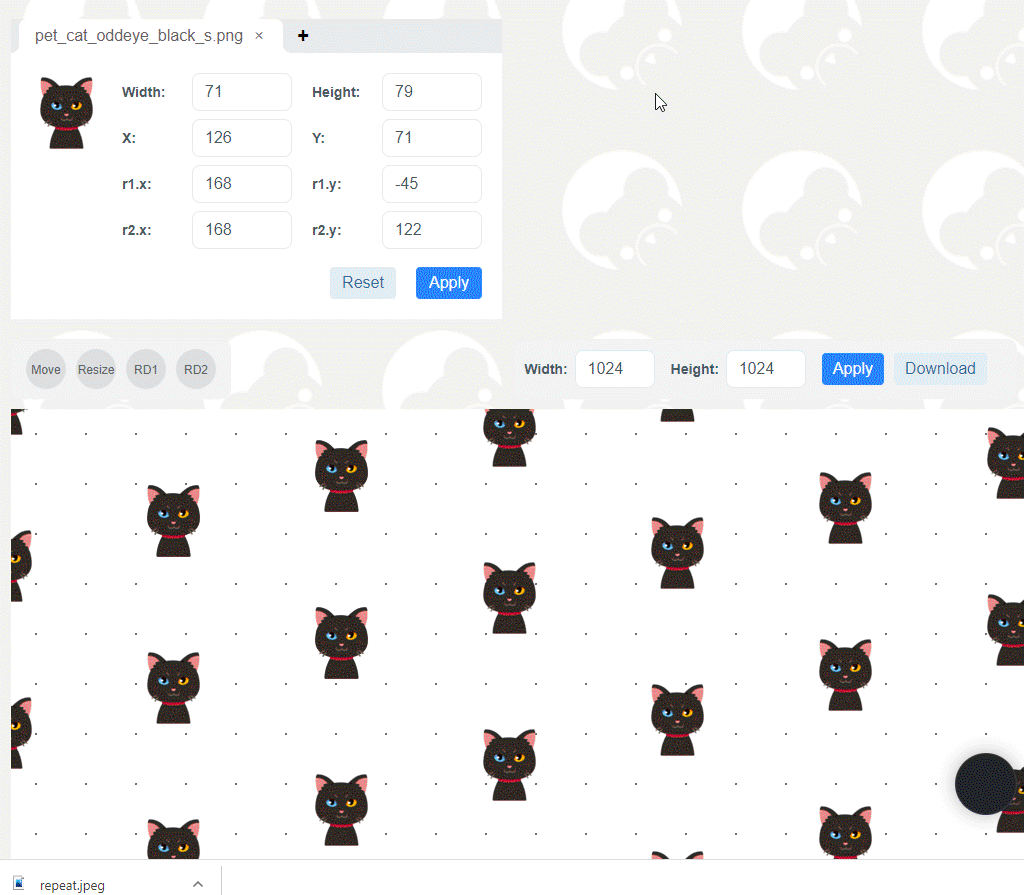 pet_cat_oddeye_black_s.png × +
Width: 71 Height: 79
X: 126 Y: 71
r1.x: 168 r1.y: -45
r2.x: 168 r2.y: 122
Reset Apply
Move Resize RD1 RD2 Width: 1024 Height: 1024 Apply Download
repeat.jpeg